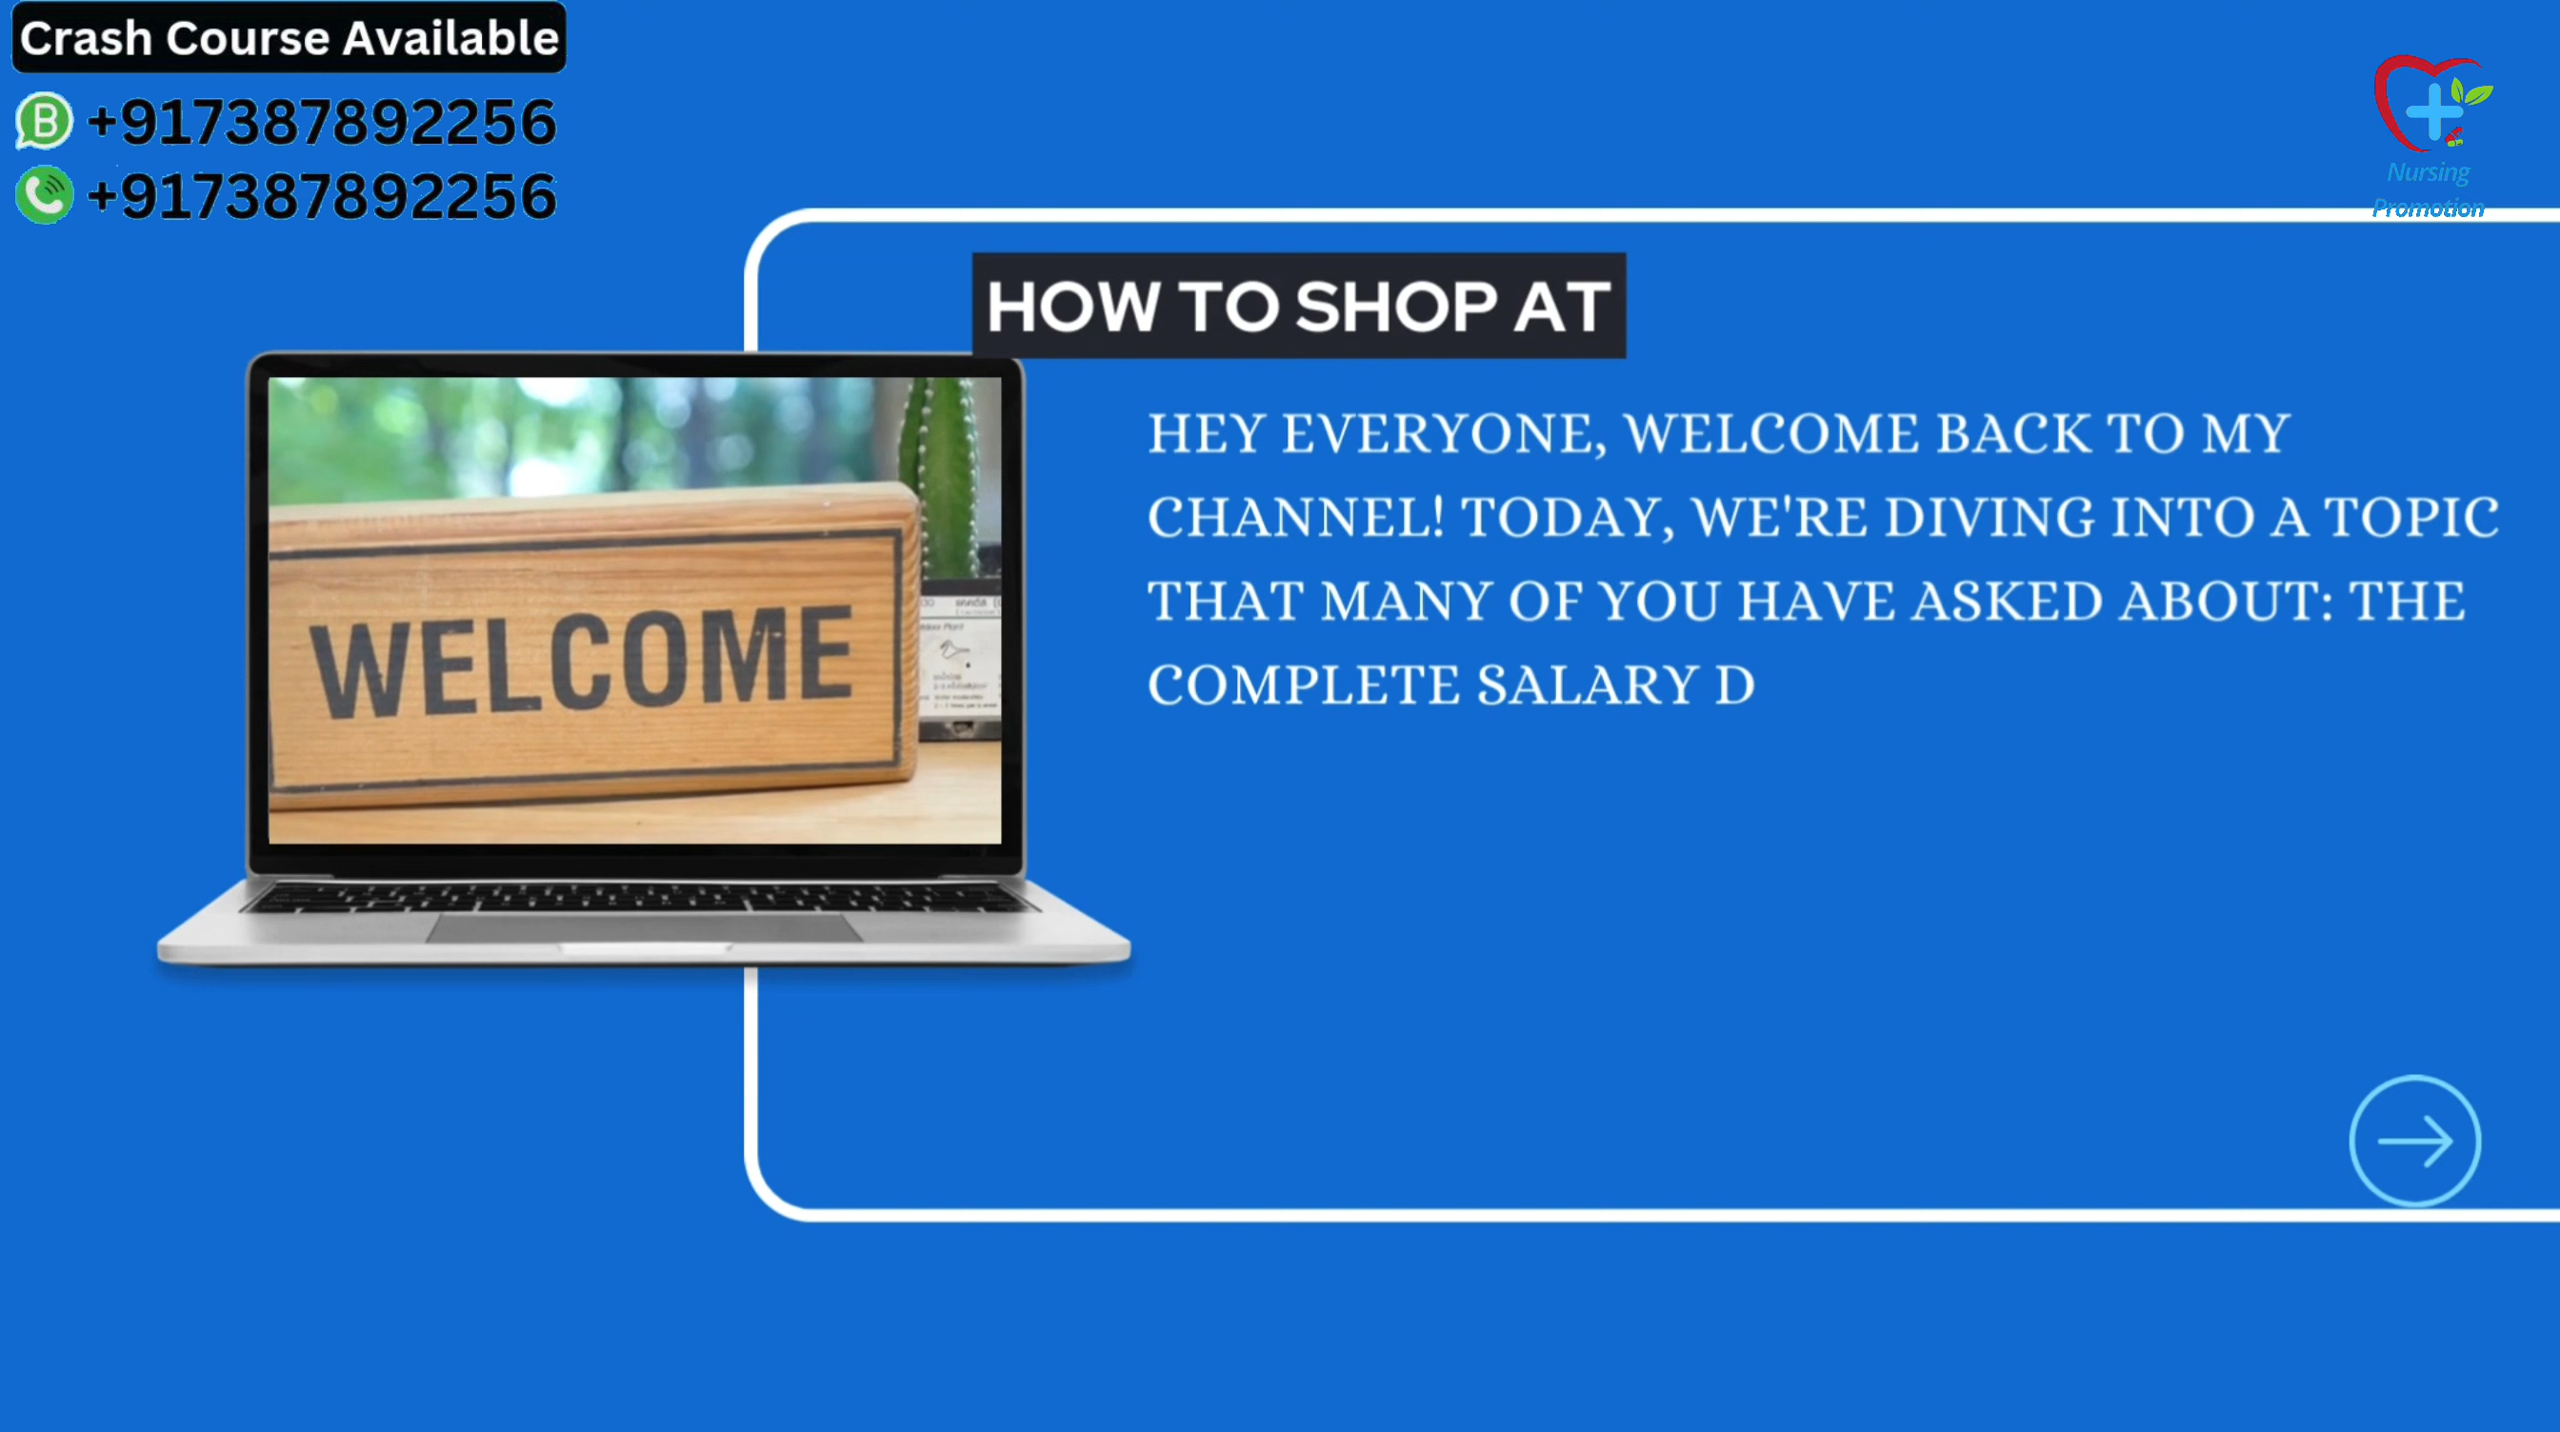 Crash Course Available
+917387892256
+917387892256
Nursing
Promotion
HOW TO SHOP AT
HEY EVERYONE, WELCOME BACK TO MY
CHANNEL! TODAY, WE'RE DIVING INTO A TOPIC
THAT MANY OF YOU HAVE ASKED ABOUT: THE
COMPLETE SALARY D
WELCOME